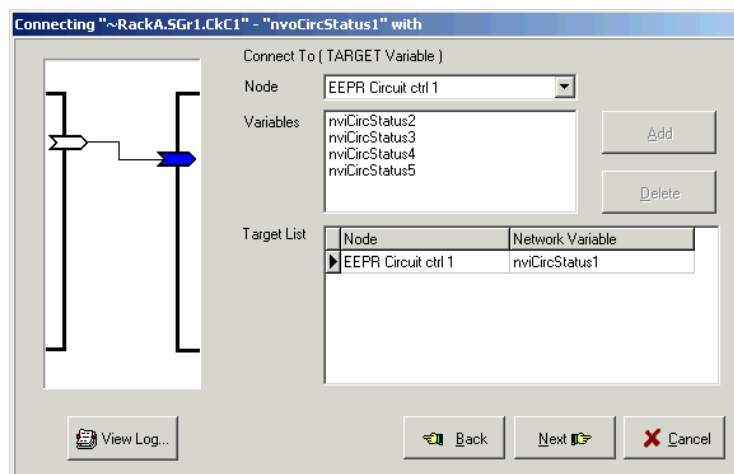 Connecting "~RackA.SGr1.CkC1" - "nvoCircStatus1" with
Connect To ( TARGET Variable )
Node
EEPR Circuit ctrl 1
Variables
nviCircStatus2
nviCircStatus3
nviCircStatus4
nviCircStatus5
Add
Delete
Target List
Node Network Variable
EEPR Circuit ctrl 1 nviCircStatus1
View Log... Back Next Cancel